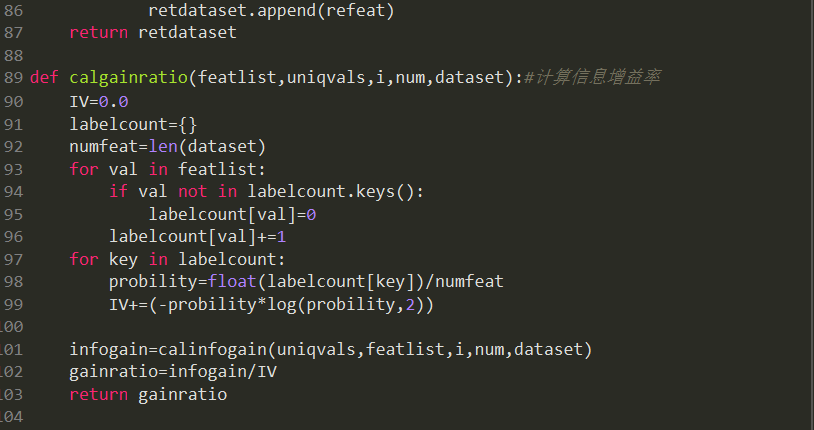 86             retdataset.append(refeat)
87     return retdataset
88
89 def calgainratio(featlist,uniqvals,i,num,dataset):#计算信息增益率
90     IV=0.0
91     labelcount={}
92     numfeat=len(dataset)
93     for val in featlist:
94         if val not in labelcount.keys():
95             labelcount[val]=0
96         labelcount[val]+=1
97     for key in labelcount:
98         probility=float(labelcount[key])/numfeat
99         IV+=(-probility*log(probility,2))
100
101     infogain=calinfogain(uniqvals,featlist,i,num,dataset)
102     gainratio=infogain/IV
103     return gainratio
104